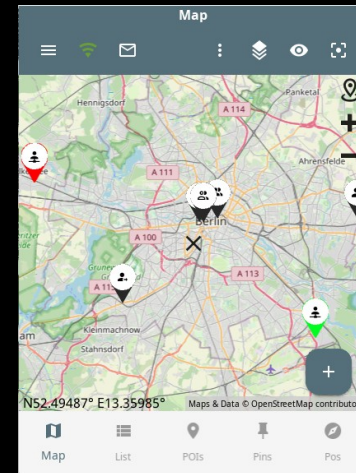 Map
Hennigsdorf
Panketal
A 114
A 111
Ahrensfelde
Berlin
A 100
A 113
Kleinmachnow
Stahnsdorf
N52.49487° E13.35985°
Maps & Data © OpenStreetMap contributo
Map
List
POIs
Pins
Pos